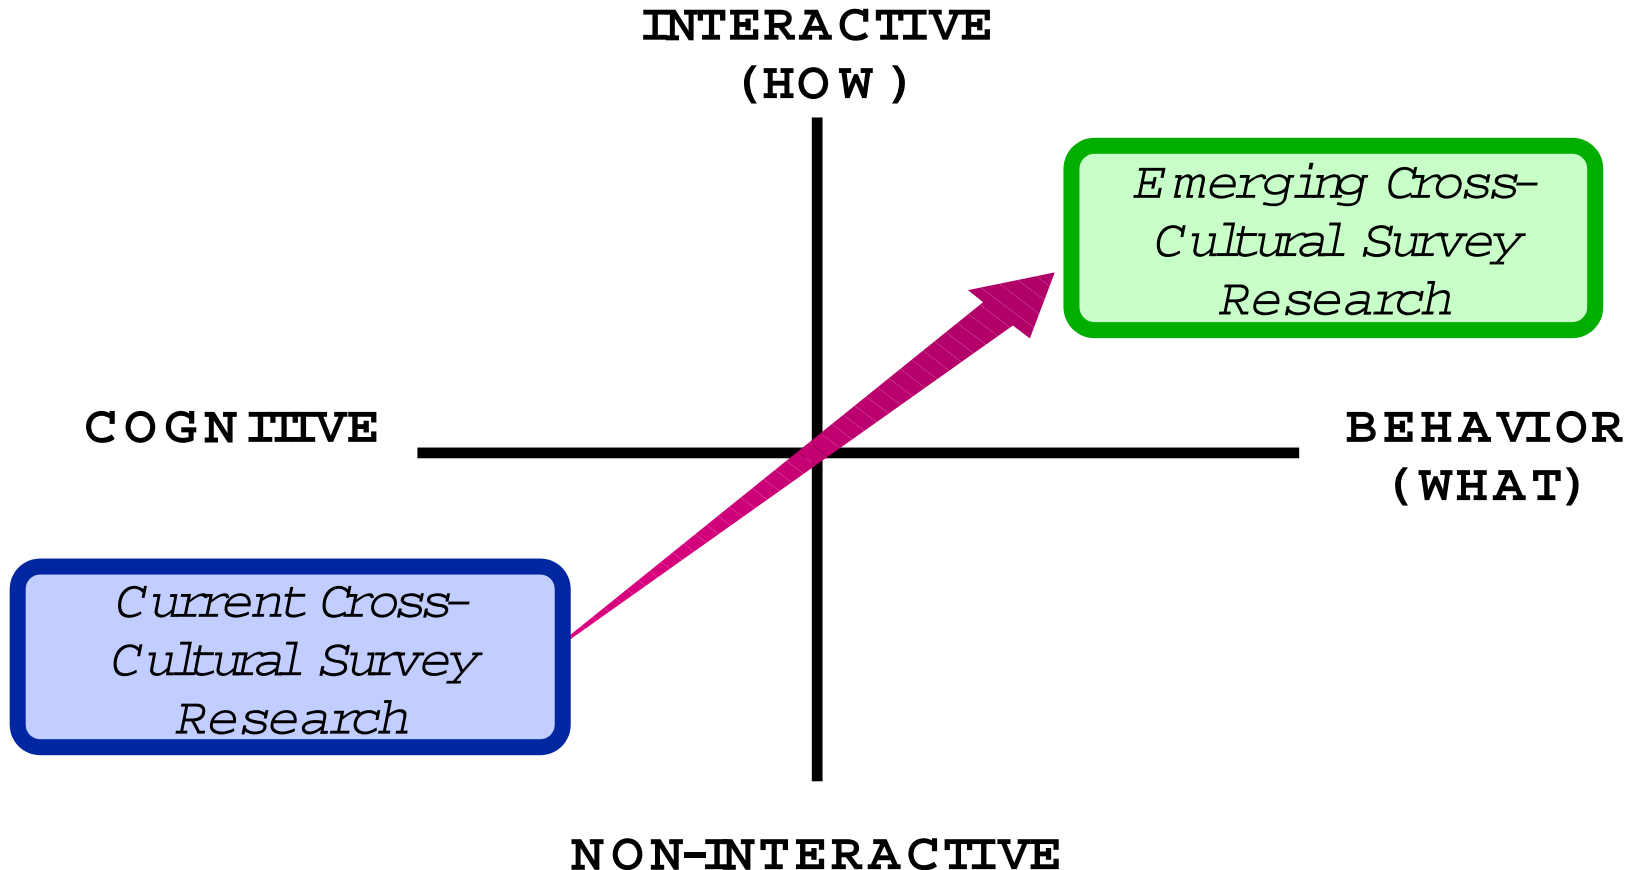 INTERACTIVE
(HOW)
Emerging Cross-
Cultural Survey
Research
COGNITIVE
BEHAVIOR
(WHAT)
Current Cross-
Cultural Survey
Research
NON-INTERACTIVE